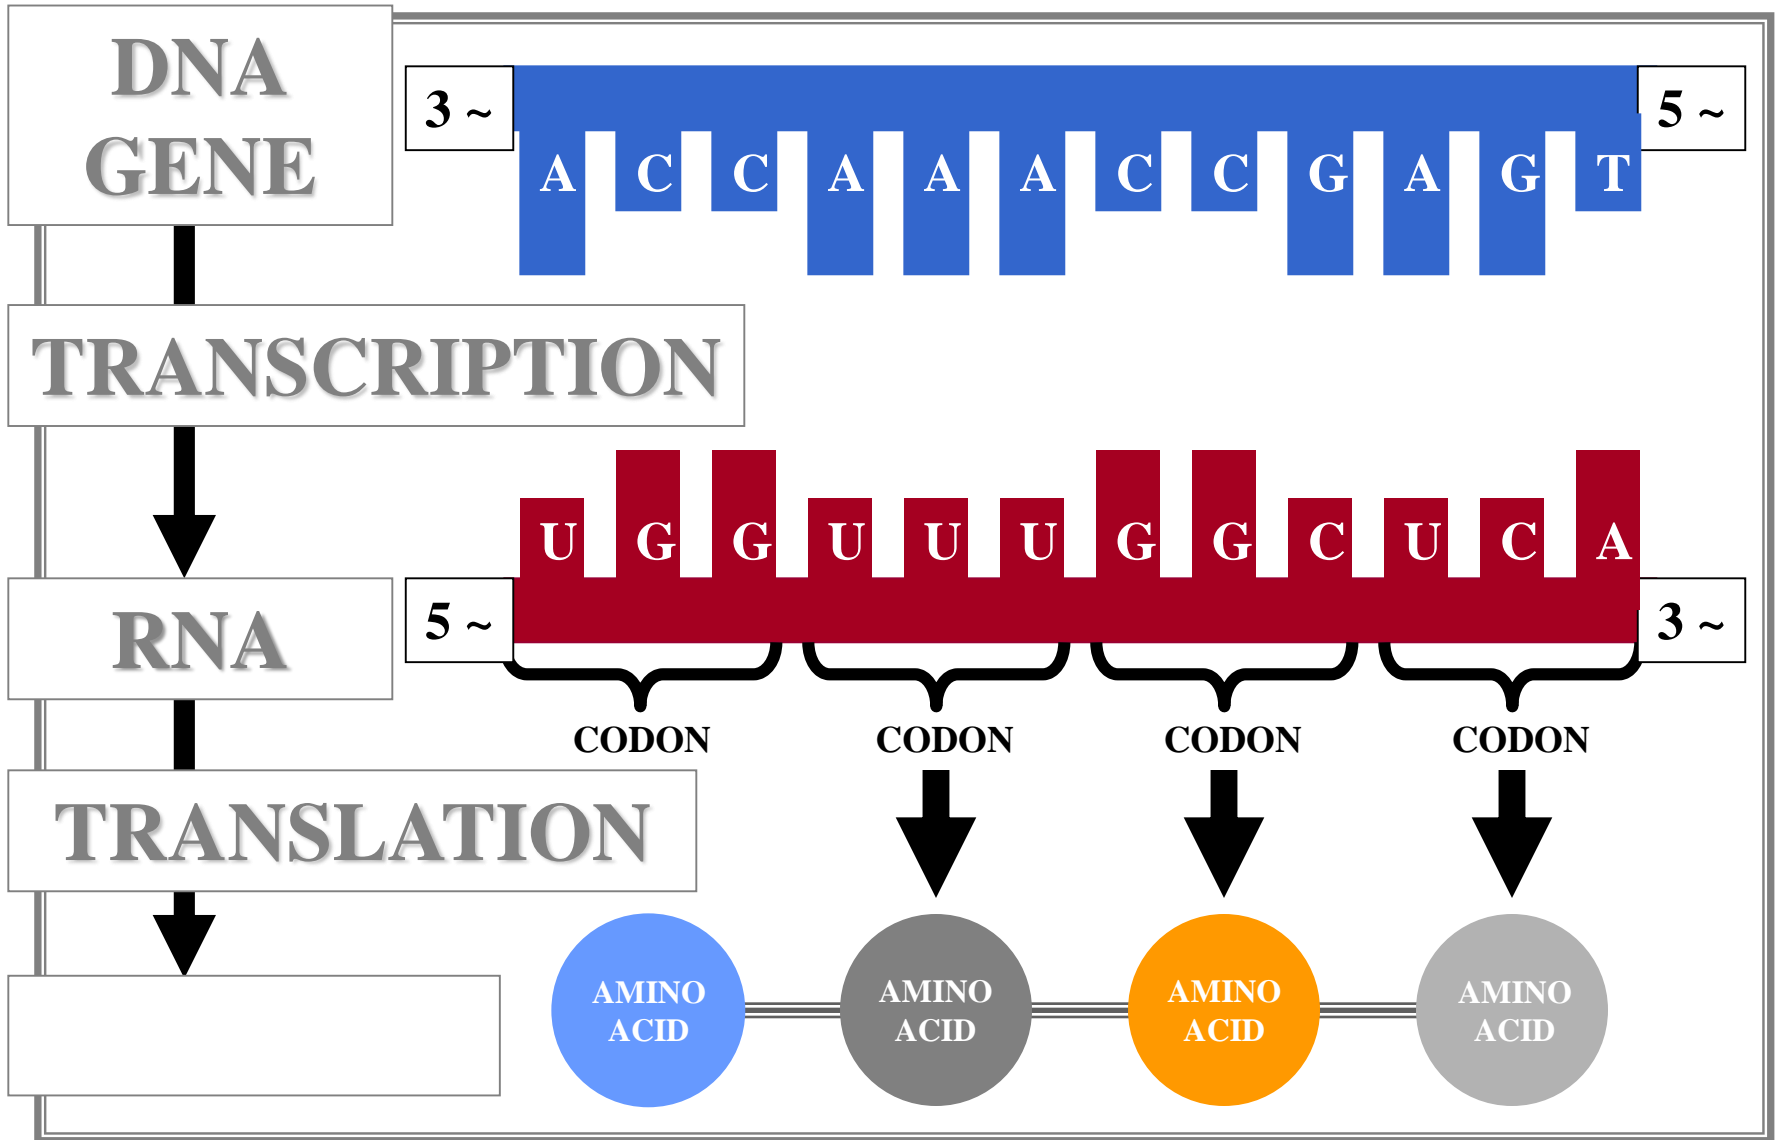 DNA
GENE
3 ~
A C C A A A C C G A G T
5 ~
TRANSCRIPTION
U G G U U U G G C U C A
RNA
5 ~
3 ~
CODON CODON CODON CODON
TRANSLATION
AMINO
ACID
AMINO
ACID
AMINO
ACID
AMINO
ACID